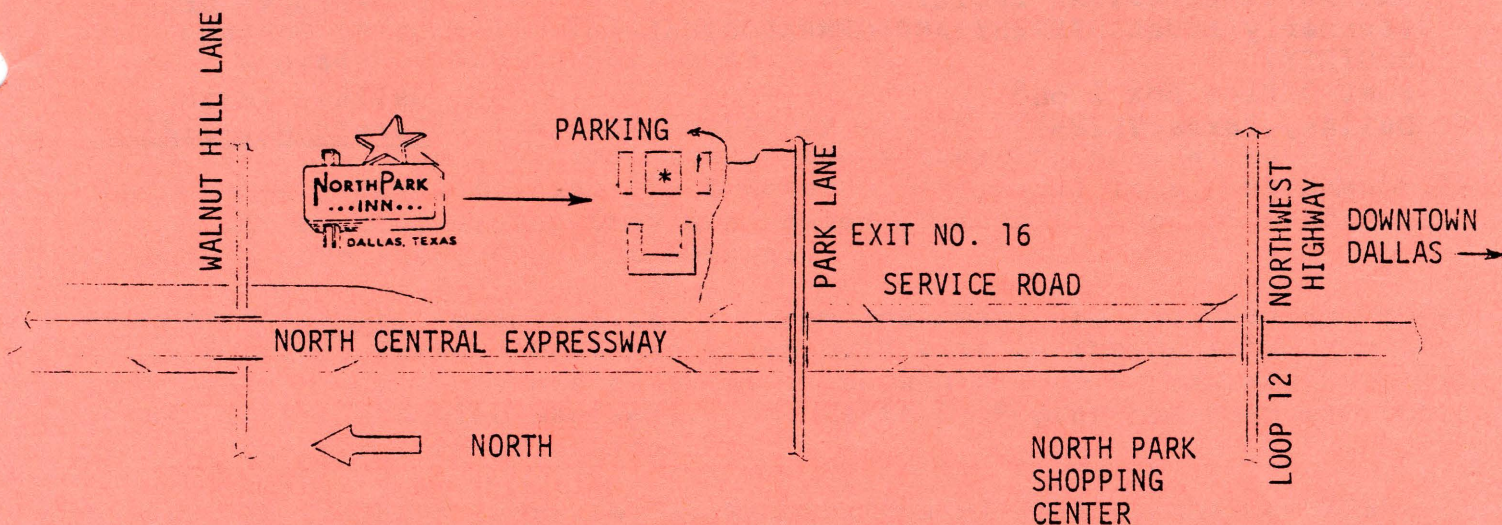 WALNUT HILL LANE
NORTHPARK
...INN...
DALLAS, TEXAS
PARKING
*
PARK LANE
EXIT NO. 16
SERVICE ROAD
NORTHWEST
HIGHWAY
DOWNTOWN
DALLAS
NORTH CENTRAL EXPRESSWAY
NORTH
NORTH PARK
SHOPPING
CENTER
LOOP 12